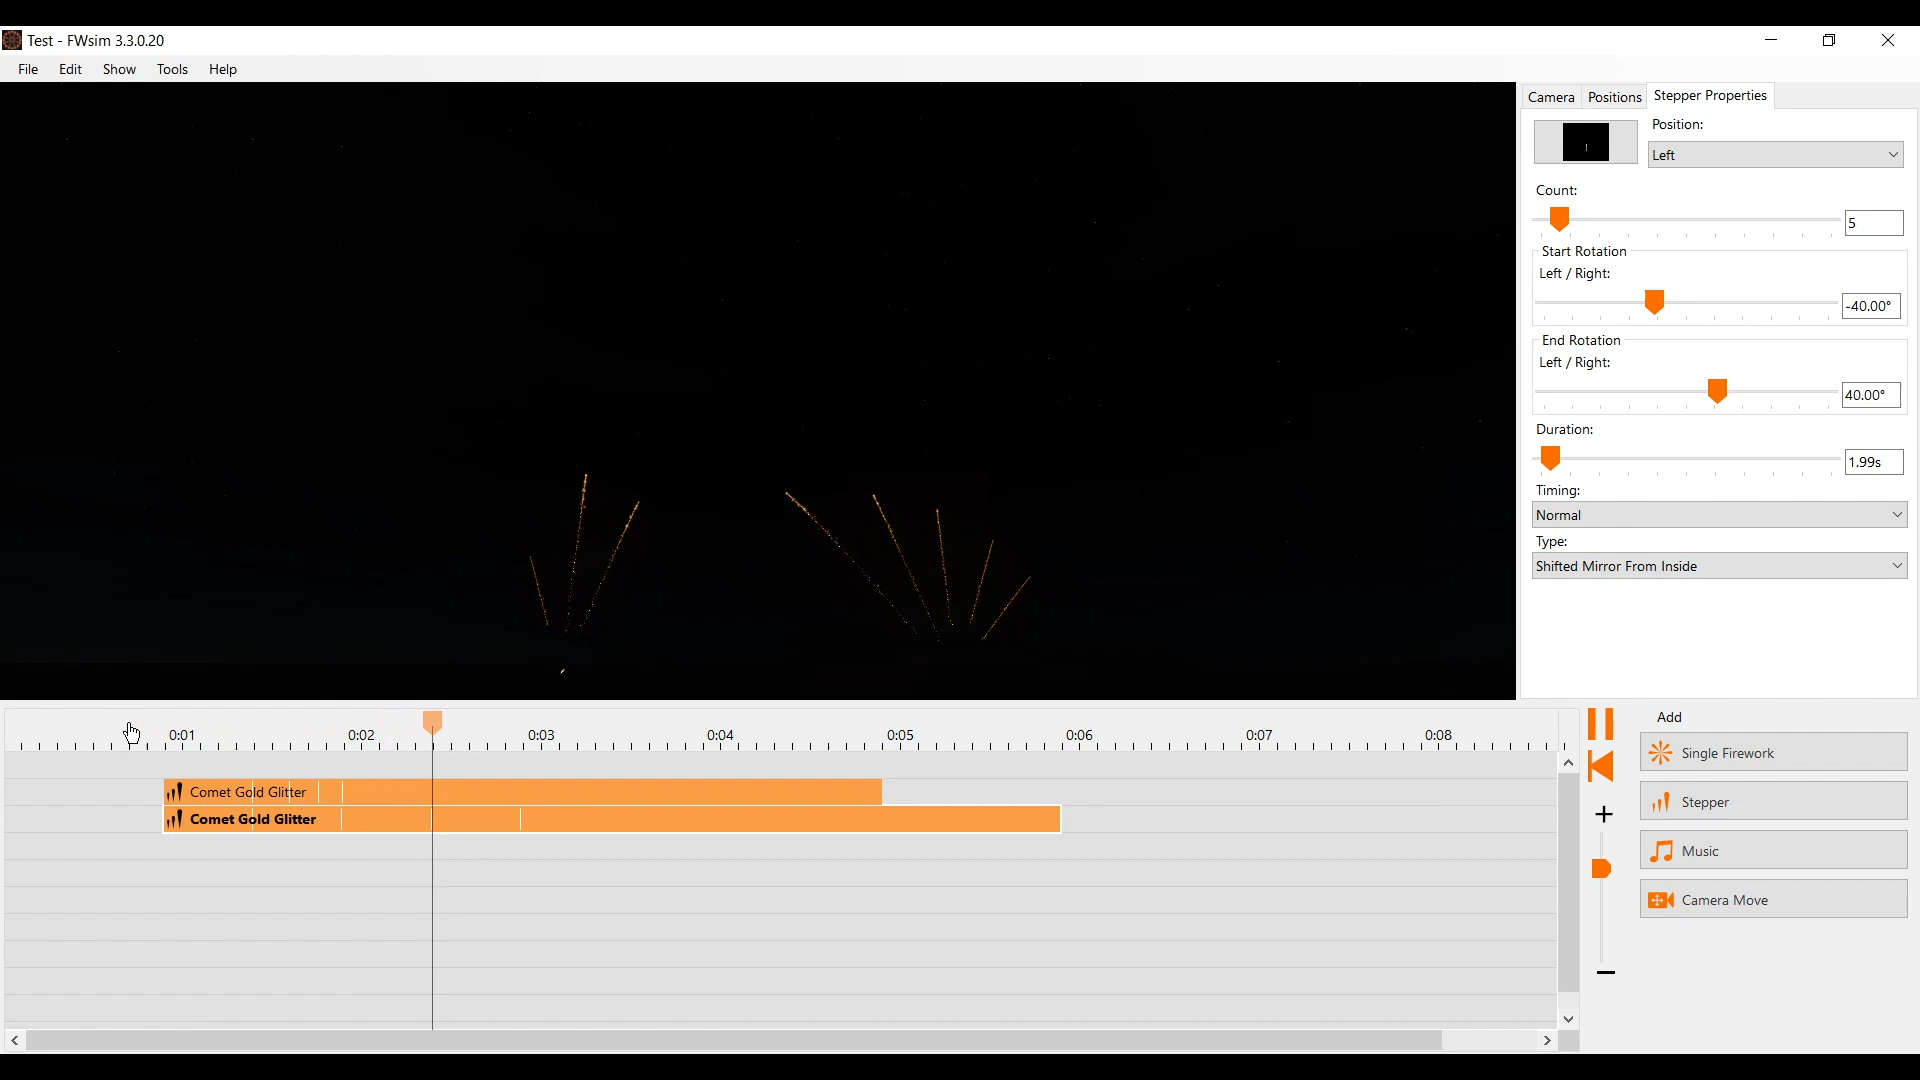 Test - FWsim 3.3.0.20
File Edit Show Tools Help
Camera Positions Stepper Properties
Position:
Left
Count:
5
Start Rotation
Left / Right:
-40.00°
End Rotation
Left / Right:
40.00°
Duration:
1.99s
Timing:
Normal
Type:
Shifted Mirror From Inside
0:01 0:02 0:03 0:04 0:05 0:06 0:07 0:08
Comet Gold Glitter
Comet Gold Glitter
Add
Single Firework
Stepper
Music
Camera Move